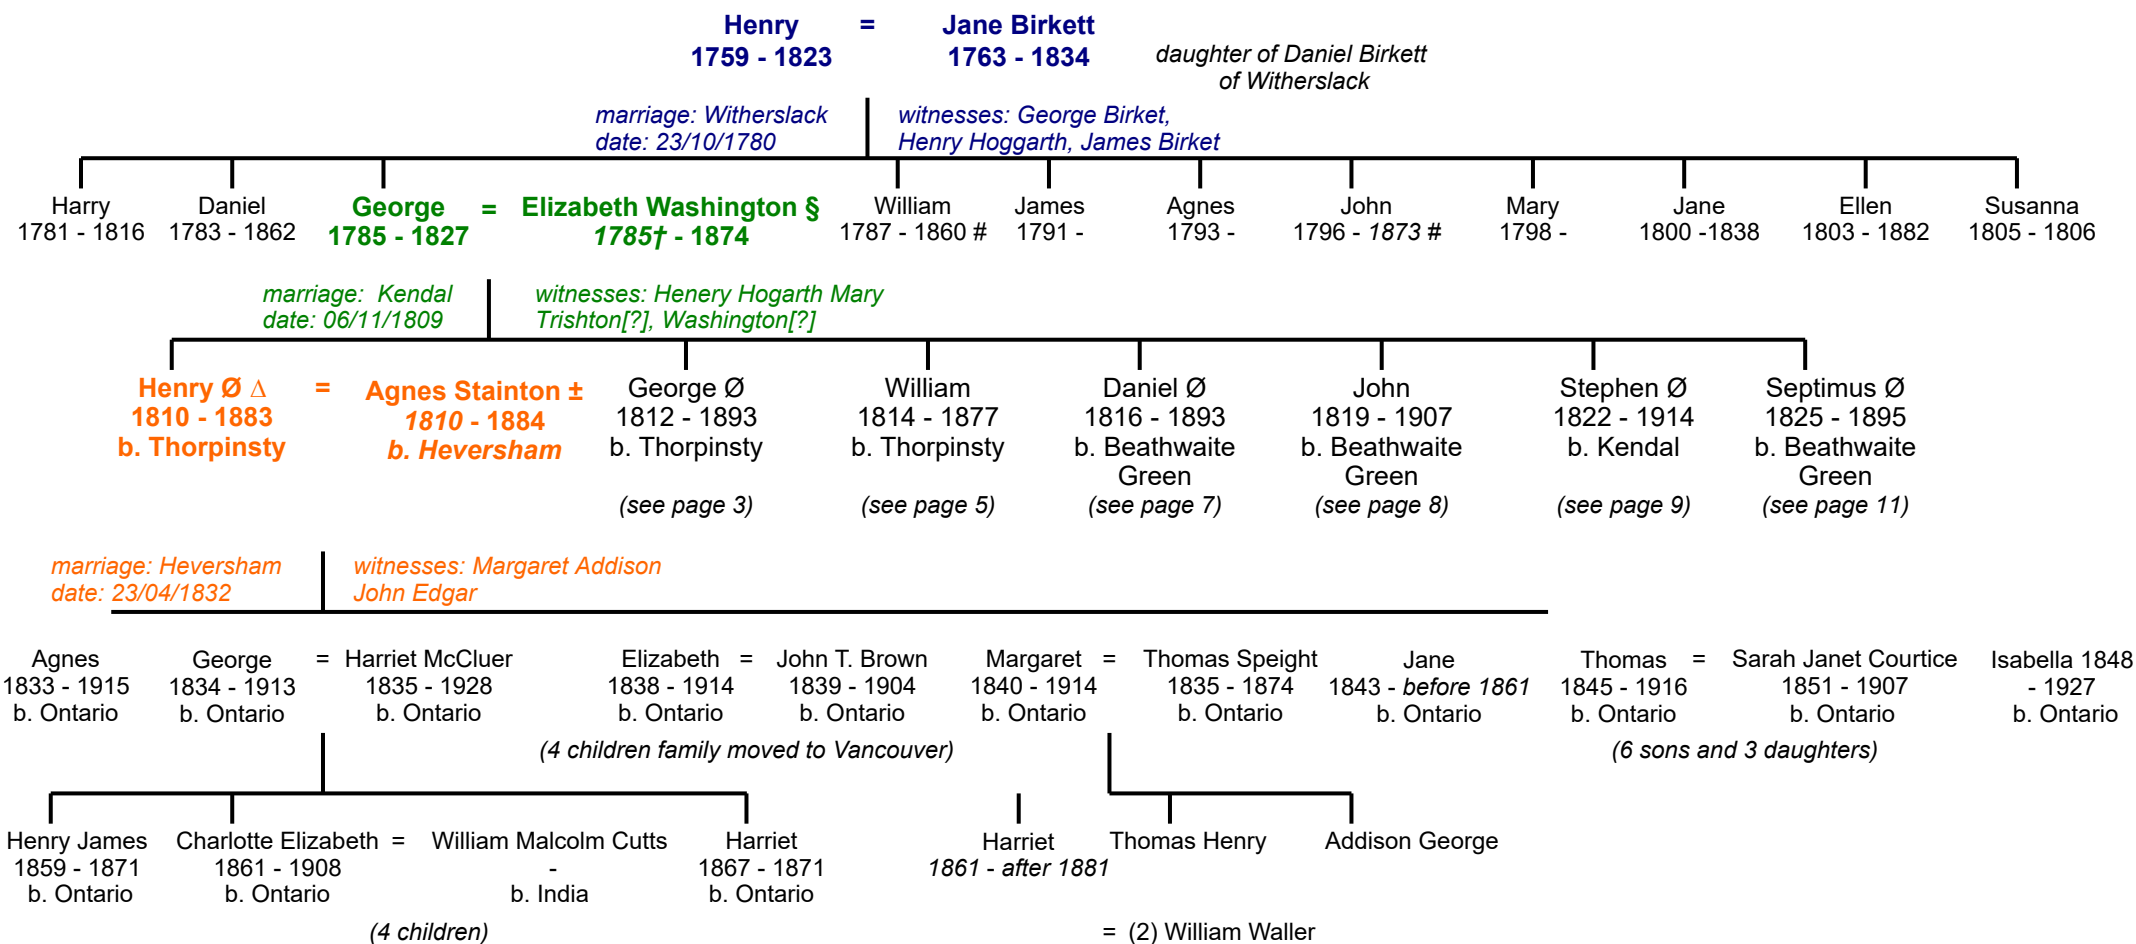 Henry = Jane Birkett
1759 - 1823 1763 - 1834
daughter of Daniel Birkett
of Witherslack
marriage: Witherslack
date: 23/10/1780
witnesses: George Birket,
Henry Hoggarth, James Birket
Harry
1781 - 1816
Daniel
1783 - 1862
George = Elizabeth Washington §
1785 - 1827 1785† - 1874
William
1787 - 1860 #
James
1791 -
Agnes
1793 -
John
1796 - 1873 #
Mary
1798 -
Jane
1800 -1838
Ellen
1803 - 1882
Susanna
1805 - 1806
marriage: Kendal
date: 06/11/1809
witnesses: Henery Hogarth Mary
Trishton[?], Washington[?]
Henry Ø Δ
1810 - 1883
b. Thorpinsty
=
Agnes Stainton ±
1810 - 1884
b. Heversham
George Ø
1812 - 1893
b. Thorpinsty
(see page 3)
William
1814 - 1877
b. Thorpinsty
(see page 5)
Daniel Ø
1816 - 1893
b. Beathwaite
Green
(see page 7)
John
1819 - 1907
b. Beathwaite
Green
(see page 8)
Stephen Ø
1822 - 1914
b. Kendal
(see page 9)
Septimus Ø
1825 - 1895
b. Beathwaite
Green
(see page 11)
marriage: Heversham
date: 23/04/1832
witnesses: Margaret Addison
John Edgar
Agnes
1833 - 1915
b. Ontario
George
1834 - 1913
b. Ontario
=
Harriet McCluer
1835 - 1928
b. Ontario
Elizabeth
1838 - 1914
b. Ontario
=
John T. Brown
1839 - 1904
b. Ontario
(4 children family moved to Vancouver)
Margaret
1840 - 1914
b. Ontario
=
Thomas Speight
1835 - 1874
b. Ontario
Jane
1843 - before 1861
b. Ontario
Thomas
1845 - 1916
b. Ontario
=
Sarah Janet Courtice
1851 - 1907
b. Ontario
(6 sons and 3 daughters)
Isabella 1848
- 1927
b. Ontario
Henry James
1859 - 1871
b. Ontario
Charlotte Elizabeth
1861 - 1908
b. Ontario
=
William Malcolm Cutts
-
b. India
(4 children)
Harriet
1867 - 1871
b. Ontario
Harriet
1861 - after 1881
Thomas Henry
Addison George
= (2) William Waller